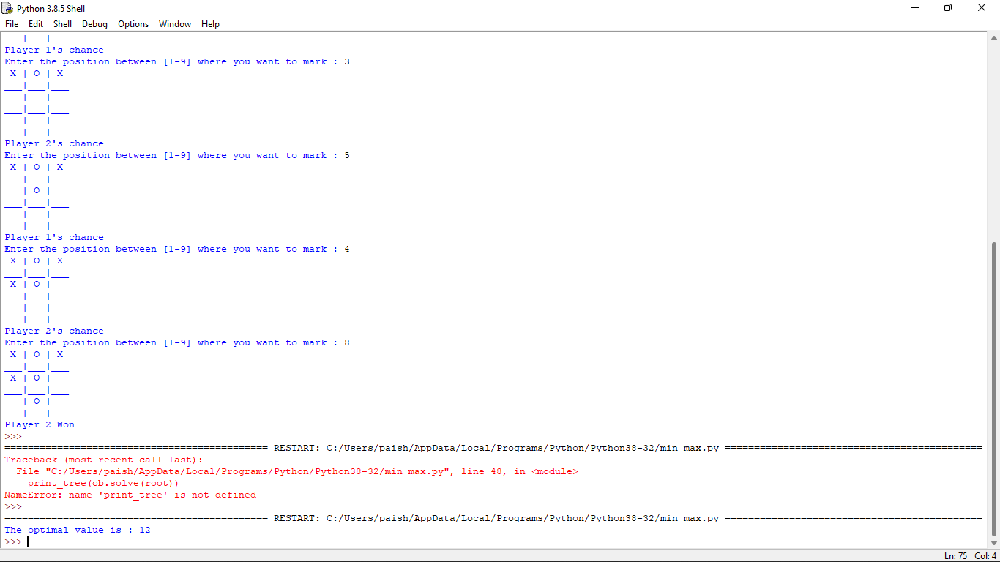 Python 3.8.5 Shell
File Edit Shell Debug Options Window Help
   |   |
Player 1's chance
Enter the position between [1-9] where you want to mark : 3
 X | O | X
___|___|___
   |   |
___|___|___
   |   |
   |   |
Player 2's chance
Enter the position between [1-9] where you want to mark : 5
 X | O | X
___|___|___
   | O |
___|___|___
   |   |
   |   |
Player 1's chance
Enter the position between [1-9] where you want to mark : 4
 X | O | X
___|___|___
 X | O |
___|___|___
   |   |
   |   |
Player 2's chance
Enter the position between [1-9] where you want to mark : 8
 X | O | X
___|___|___
 X | O |
___|___|___
   | O |
   |   |
Player 2 Won
>>>
============================================= RESTART: C:/Users/paish/AppData/Local/Programs/Python/Python38-32/min max.py ============================================
Traceback (most recent call last):
  File "C:/Users/paish/AppData/Local/Programs/Python/Python38-32/min max.py", line 48, in <module>
    print_tree(ob.solve(root))
NameError: name 'print_tree' is not defined
>>>
============================================= RESTART: C:/Users/paish/AppData/Local/Programs/Python/Python38-32/min max.py ============================================
The optimal value is : 12
>>>
Ln: 75 Col: 4